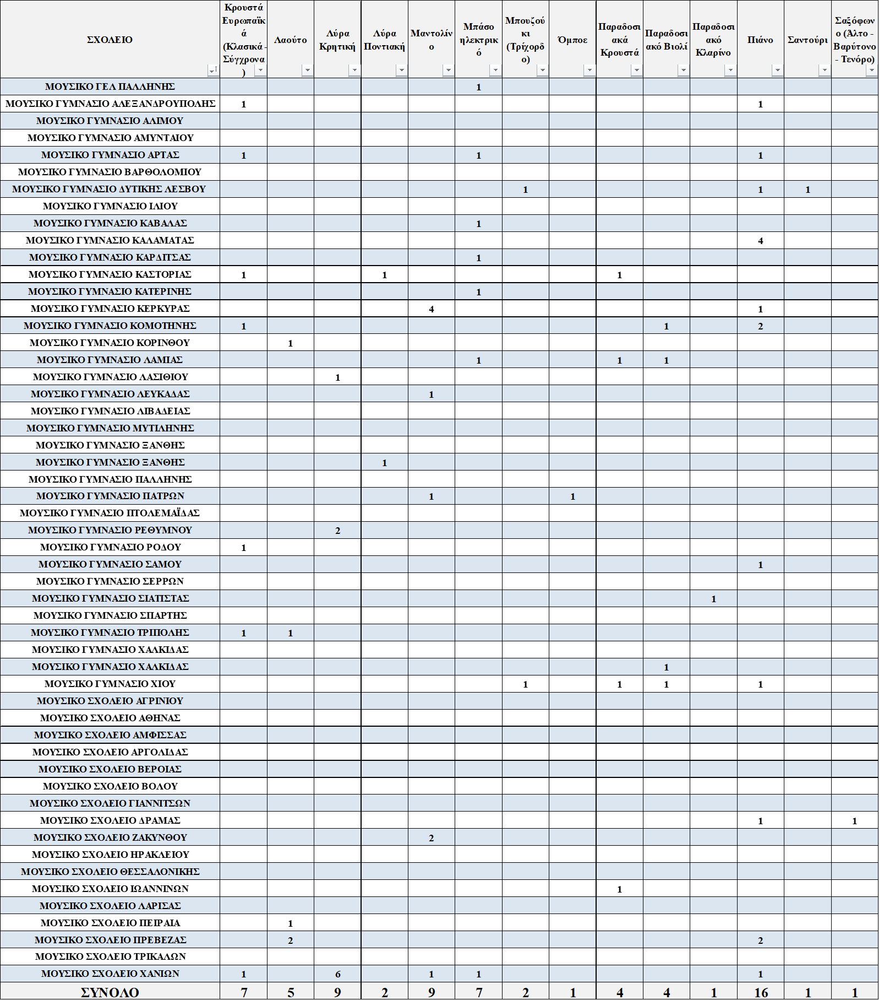 ΣΧΟΛΕΙΟ Κρουστά Ευρωπαϊκά (Κλασικά - Σύγχρονα) Λαούτο Λύρα Κρητική Λύρα Ποντιακή Μαντολίνο Μπάσο ηλεκτρικό Μπουζούκι (Τρίχορδο) Όμποε Παραδοσιακά Κρουστά Παραδοσιακό Βιολί Παραδοσιακό Κλαρίνο Πιάνο Σαντούρι Σαξόφωνο (Άλτο - Βαρύτονο - Τενόρο)
ΜΟΥΣΙΚΟ ΓΕΛ ΠΑΛΛΗΝΗΣ 1
ΜΟΥΣΙΚΟ ΓΥΜΝΑΣΙΟ ΑΛΕΞΑΝΔΡΟΥΠΟΛΗΣ 1 1
ΜΟΥΣΙΚΟ ΓΥΜΝΑΣΙΟ ΑΛΙΜΟΥ
ΜΟΥΣΙΚΟ ΓΥΜΝΑΣΙΟ ΑΜΥΝΤΑΙΟΥ
ΜΟΥΣΙΚΟ ΓΥΜΝΑΣΙΟ ΑΡΤΑΣ 1 1 1
ΜΟΥΣΙΚΟ ΓΥΜΝΑΣΙΟ ΒΑΡΘΟΛΟΜΙΟΥ
ΜΟΥΣΙΚΟ ΓΥΜΝΑΣΙΟ ΔΥΤΙΚΗΣ ΛΕΣΒΟΥ 1 1 1
ΜΟΥΣΙΚΟ ΓΥΜΝΑΣΙΟ ΙΛΙΟΥ
ΜΟΥΣΙΚΟ ΓΥΜΝΑΣΙΟ ΚΑΒΑΛΑΣ 1
ΜΟΥΣΙΚΟ ΓΥΜΝΑΣΙΟ ΚΑΛΑΜΑΤΑΣ 4
ΜΟΥΣΙΚΟ ΓΥΜΝΑΣΙΟ ΚΑΡΔΙΤΣΑΣ 1
ΜΟΥΣΙΚΟ ΓΥΜΝΑΣΙΟ ΚΑΣΤΟΡΙΑΣ 1 1 1
ΜΟΥΣΙΚΟ ΓΥΜΝΑΣΙΟ ΚΑΤΕΡΙΝΗΣ 1
ΜΟΥΣΙΚΟ ΓΥΜΝΑΣΙΟ ΚΕΡΚΥΡΑΣ 4 1
ΜΟΥΣΙΚΟ ΓΥΜΝΑΣΙΟ ΚΟΜΟΤΗΝΗΣ 1 1 2
ΜΟΥΣΙΚΟ ΓΥΜΝΑΣΙΟ ΚΟΡΙΝΘΟΥ 1
ΜΟΥΣΙΚΟ ΓΥΜΝΑΣΙΟ ΛΑΜΙΑΣ 1 1 1
ΜΟΥΣΙΚΟ ΓΥΜΝΑΣΙΟ ΛΑΣΙΘΙΟΥ 1
ΜΟΥΣΙΚΟ ΓΥΜΝΑΣΙΟ ΛΕΥΚΑΔΑΣ 1
ΜΟΥΣΙΚΟ ΓΥΜΝΑΣΙΟ ΛΙΒΑΔΕΙΑΣ
ΜΟΥΣΙΚΟ ΓΥΜΝΑΣΙΟ ΜΥΤΙΛΗΝΗΣ
ΜΟΥΣΙΚΟ ΓΥΜΝΑΣΙΟ ΞΑΝΘΗΣ
ΜΟΥΣΙΚΟ ΓΥΜΝΑΣΙΟ ΞΑΝΘΗΣ 1
ΜΟΥΣΙΚΟ ΓΥΜΝΑΣΙΟ ΠΑΛΛΗΝΗΣ
ΜΟΥΣΙΚΟ ΓΥΜΝΑΣΙΟ ΠΑΤΡΩΝ 1 1
ΜΟΥΣΙΚΟ ΓΥΜΝΑΣΙΟ ΠΤΟΛΕΜΑΪΔΑΣ
ΜΟΥΣΙΚΟ ΓΥΜΝΑΣΙΟ ΡΕΘΥΜΝΟΥ 2
ΜΟΥΣΙΚΟ ΓΥΜΝΑΣΙΟ ΡΟΔΟΥ 1
ΜΟΥΣΙΚΟ ΓΥΜΝΑΣΙΟ ΣΑΜΟΥ 1
ΜΟΥΣΙΚΟ ΓΥΜΝΑΣΙΟ ΣΕΡΡΩΝ
ΜΟΥΣΙΚΟ ΓΥΜΝΑΣΙΟ ΣΙΑΤΙΣΤΑΣ 1
ΜΟΥΣΙΚΟ ΓΥΜΝΑΣΙΟ ΣΠΑΡΤΗΣ
ΜΟΥΣΙΚΟ ΓΥΜΝΑΣΙΟ ΤΡΙΠΟΛΗΣ 1 1
ΜΟΥΣΙΚΟ ΓΥΜΝΑΣΙΟ ΧΑΛΚΙΔΑΣ
ΜΟΥΣΙΚΟ ΓΥΜΝΑΣΙΟ ΧΑΛΚΙΔΑΣ 1
ΜΟΥΣΙΚΟ ΓΥΜΝΑΣΙΟ ΧΙΟΥ 1 1 1 1
ΜΟΥΣΙΚΟ ΣΧΟΛΕΙΟ ΑΓΡΙΝΙΟΥ
ΜΟΥΣΙΚΟ ΣΧΟΛΕΙΟ ΑΘΗΝΑΣ
ΜΟΥΣΙΚΟ ΣΧΟΛΕΙΟ ΑΜΦΙΣΣΑΣ
ΜΟΥΣΙΚΟ ΣΧΟΛΕΙΟ ΑΡΓΟΛΙΔΑΣ
ΜΟΥΣΙΚΟ ΣΧΟΛΕΙΟ ΒΕΡΟΙΑΣ
ΜΟΥΣΙΚΟ ΣΧΟΛΕΙΟ ΒΟΛΟΥ
ΜΟΥΣΙΚΟ ΣΧΟΛΕΙΟ ΓΙΑΝΝΙΤΣΩΝ
ΜΟΥΣΙΚΟ ΣΧΟΛΕΙΟ ΔΡΑΜΑΣ 1 1
ΜΟΥΣΙΚΟ ΣΧΟΛΕΙΟ ΖΑΚΥΝΘΟΥ 2
ΜΟΥΣΙΚΟ ΣΧΟΛΕΙΟ ΗΡΑΚΛΕΙΟΥ
ΜΟΥΣΙΚΟ ΣΧΟΛΕΙΟ ΘΕΣΣΑΛΟΝΙΚΗΣ
ΜΟΥΣΙΚΟ ΣΧΟΛΕΙΟ ΙΩΑΝΝΙΝΩΝ 1
ΜΟΥΣΙΚΟ ΣΧΟΛΕΙΟ ΛΑΡΙΣΑΣ
ΜΟΥΣΙΚΟ ΣΧΟΛΕΙΟ ΠΕΙΡΑΙΑ 1
ΜΟΥΣΙΚΟ ΣΧΟΛΕΙΟ ΠΡΕΒΕΖΑΣ 2 2
ΜΟΥΣΙΚΟ ΣΧΟΛΕΙΟ ΤΡΙΚΑΛΩΝ
ΜΟΥΣΙΚΟ ΣΧΟΛΕΙΟ ΧΑΝΙΩΝ 1 6 1 1 1
ΣΥΝΟΛΟ 7 5 9 2 9 7 2 1 4 4 1 16 1 1